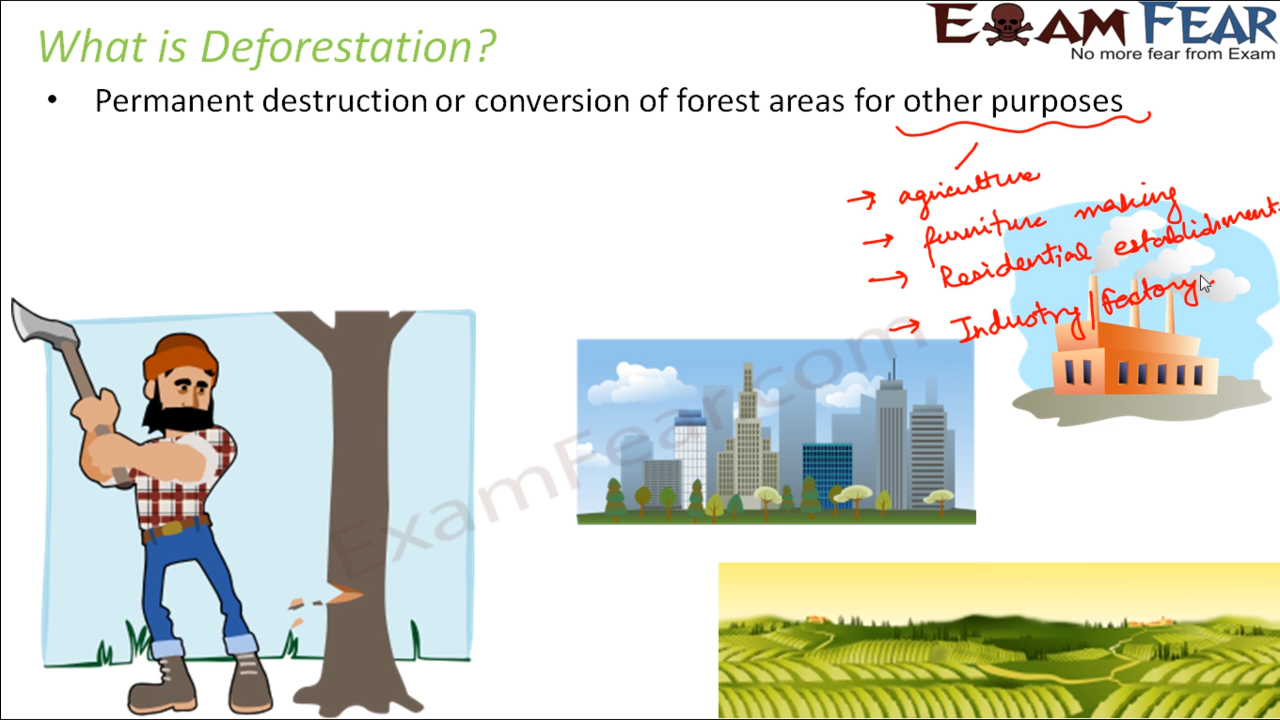 What is Deforestation?
EXAM FEAR
No more fear from Exam
• Permanent destruction or conversion of forest areas for other purposes
→ agriculture
→ furniture making
→ Residential establishment
→ Industry/factory
ExamFear.com